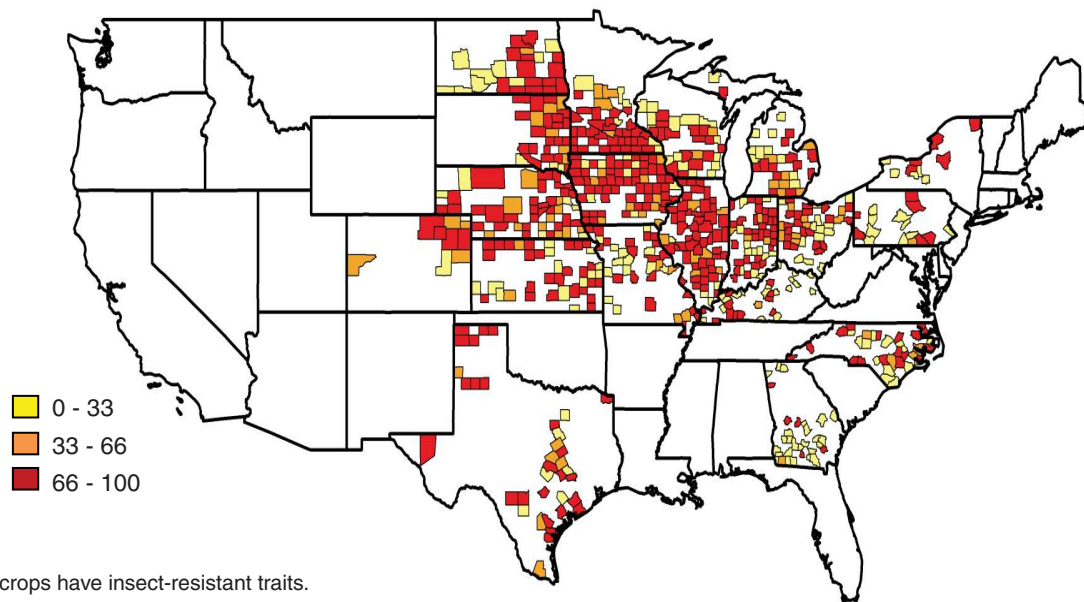 0 - 33
33 - 66
66 - 100
crops have insect-resistant traits.